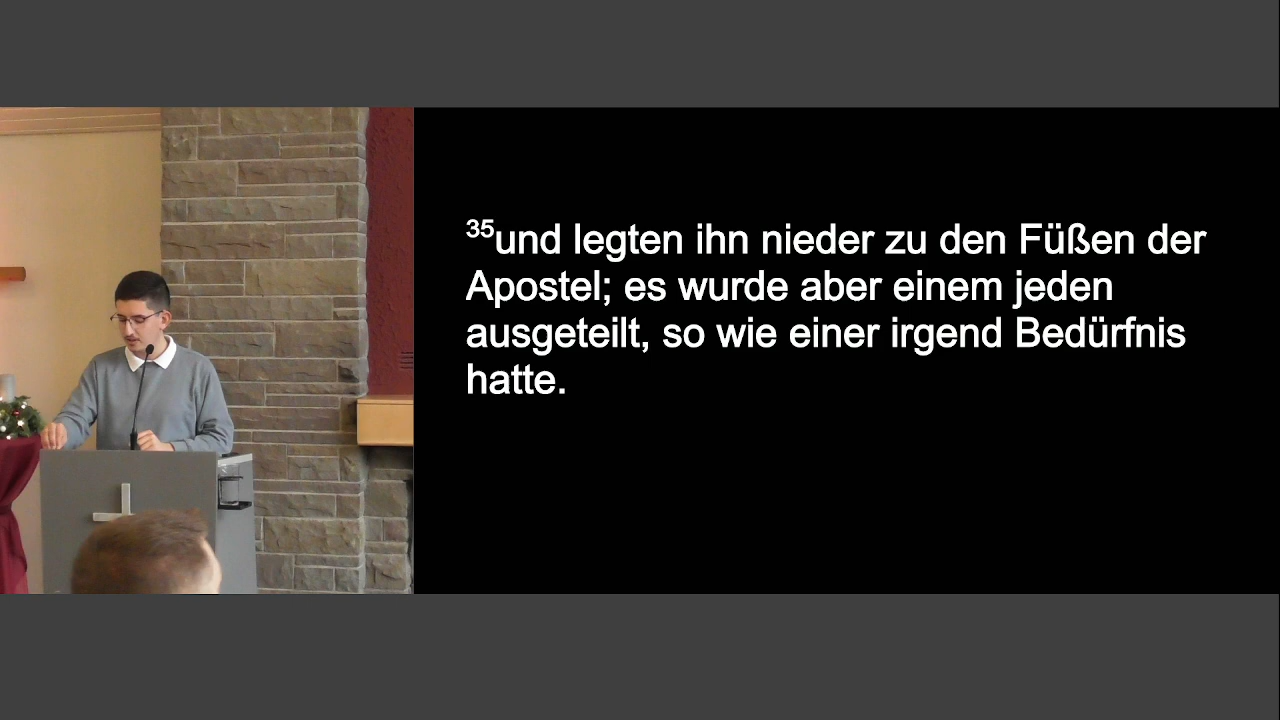 35und legten ihn nieder zu den Füßen der
Apostel; es wurde aber einem jeden
ausgeteilt, so wie einer irgend Bedürfnis
hatte.